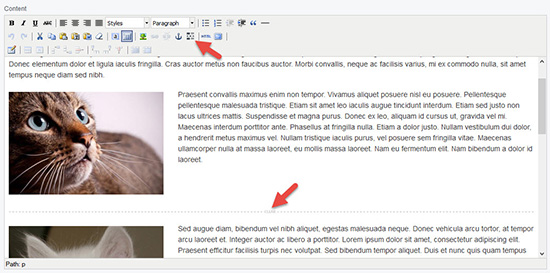 Content
B I U ABC Styles Paragraph
HTML
Donec elementum dolor et ligula iaculis fringilla. Cras auctor metus non faucibus auctor. Morbi convallis, neque ac facilisis varius, mi ex commodo nulla, sit amet
tempus neque diam sed nibh.
Praesent convallis maximus enim non tempor. Vivamus aliquet posuere nisl eu posuere. Pellentesque
pellentesque malesuada tristique. Etiam sit amet leo iaculis augue tincidunt interdum. Etiam sed justo non
lacus ultrices mattis. Suspendisse et magna purus. Donec ex leo, aliquam id cursus ut, gravida vel mi.
Maecenas interdum porttitor ante. Phasellus at fringilla nulla. Etiam a dolor justo. Nullam vestibulum dui dolor,
a hendrerit metus maximus vel. Nullam tristique iaculis purus, vel posuere sem fringilla vitae. Maecenas
ullamcorper nulla at massa laoreet, eu mollis massa laoreet. Nam eu fermentum elit. Nam bibendum a dolor id
laoreet.
Sed augue diam, bibendum vel nibh aliquet, egestas malesuada neque. Donec vehicula arcu tortor, at tempor
arcu laoreet et. Integer auctor ac libero a porttitor. Lorem ipsum dolor sit amet, consectetur adipiscing elit.
Praesent efficitur facilisis turpis nec volutpat. Sed bibendum tempor aliquet. Duis et nunc quis quam tempus
Path: p